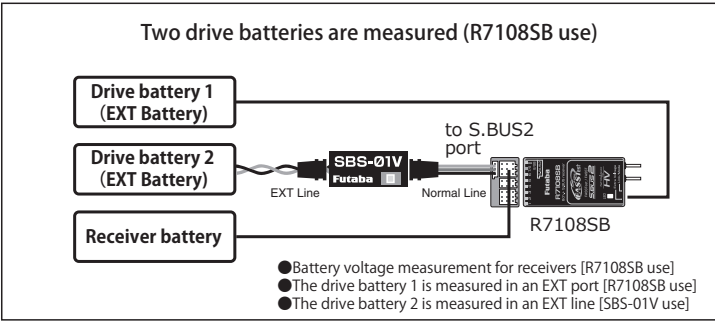 Two drive batteries are measured (R7108SB use)
Drive battery 1
(EXT Battery)
Drive battery 2
(EXT Battery)
Receiver battery
EXT Line
SBS-01V
Futaba
Normal Line
to S.BUS2
port
Futaba
R7108SB
FASSTest
S.BUS2
HV
R7108SB
●Battery voltage measurement for receivers [R7108SB use]
●The drive battery 1 is measured in an EXT port [R7108SB use]
●The drive battery 2 is measured in an EXT line [SBS-01V use]